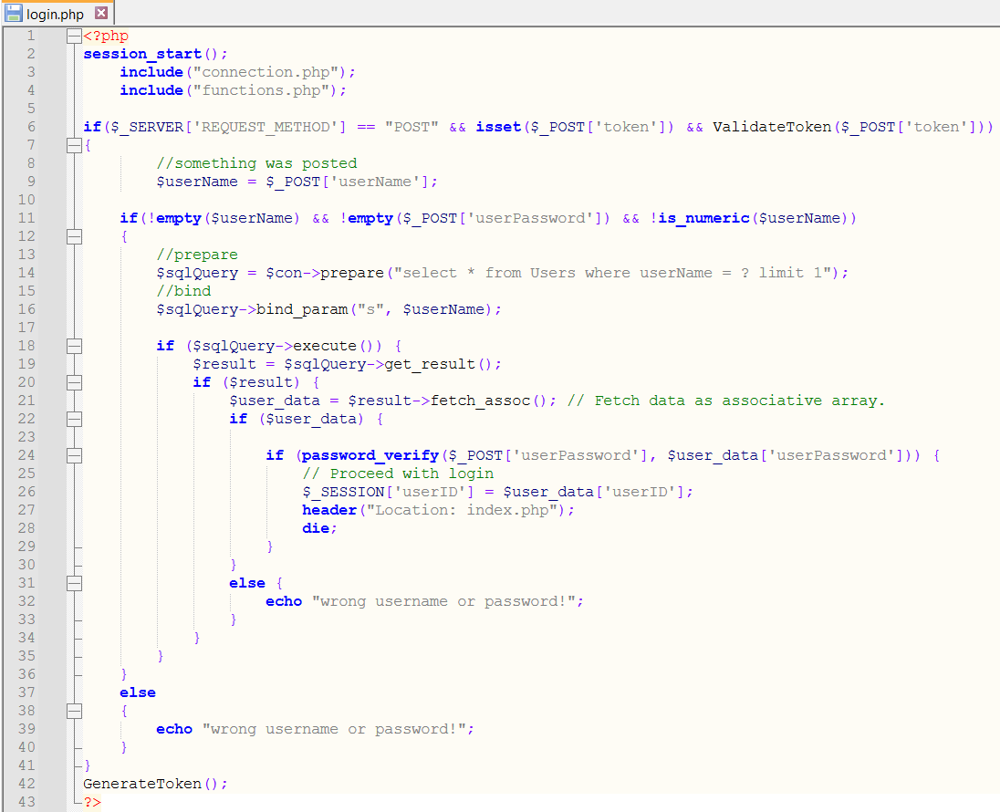 login.php
1 <?php
2 session_start();
3     include("connection.php");
4     include("functions.php");
5
6 if($_SERVER['REQUEST_METHOD'] == "POST" && isset($_POST['token']) && ValidateToken($_POST['token']))
7 {
8         //something was posted
9         $userName = $_POST['userName'];
10
11     if(!empty($userName) && !empty($_POST['userPassword']) && !is_numeric($userName))
12     {
13         //prepare
14         $sqlQuery = $con->prepare("select * from Users where userName = ? limit 1");
15         //bind
16         $sqlQuery->bind_param("s", $userName);
17
18         if ($sqlQuery->execute()) {
19             $result = $sqlQuery->get_result();
20             if ($result) {
21                 $user_data = $result->fetch_assoc(); // Fetch data as associative array.
22                 if ($user_data) {
23
24                     if (password_verify($_POST['userPassword'], $user_data['userPassword'])) {
25                         // Proceed with login
26                         $_SESSION['userID'] = $user_data['userID'];
27                         header("Location: index.php");
28                         die;
29                     }
30                 }
31                 else {
32                     echo "wrong username or password!";
33                 }
34             }
35         }
36     }
37     else
38     {
39         echo "wrong username or password!";
40     }
41 }
42 GenerateToken();
43 ?>